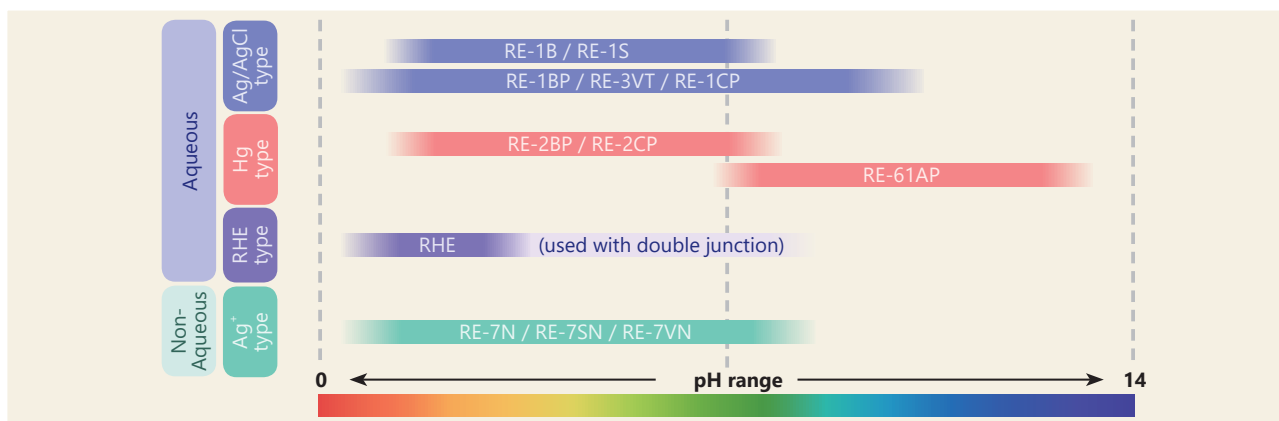 Aqueous
Ag/AgCl
type
RE-1B / RE-1S
RE-1BP / RE-3VT / RE-1CP
Hg
type
RE-2BP / RE-2CP
RE-61AP
RHE
type
RHE
(used with double junction)
Non-
Aqueous
Ag⁺
type
RE-7N / RE-7SN / RE-7VN
0
pH range
14